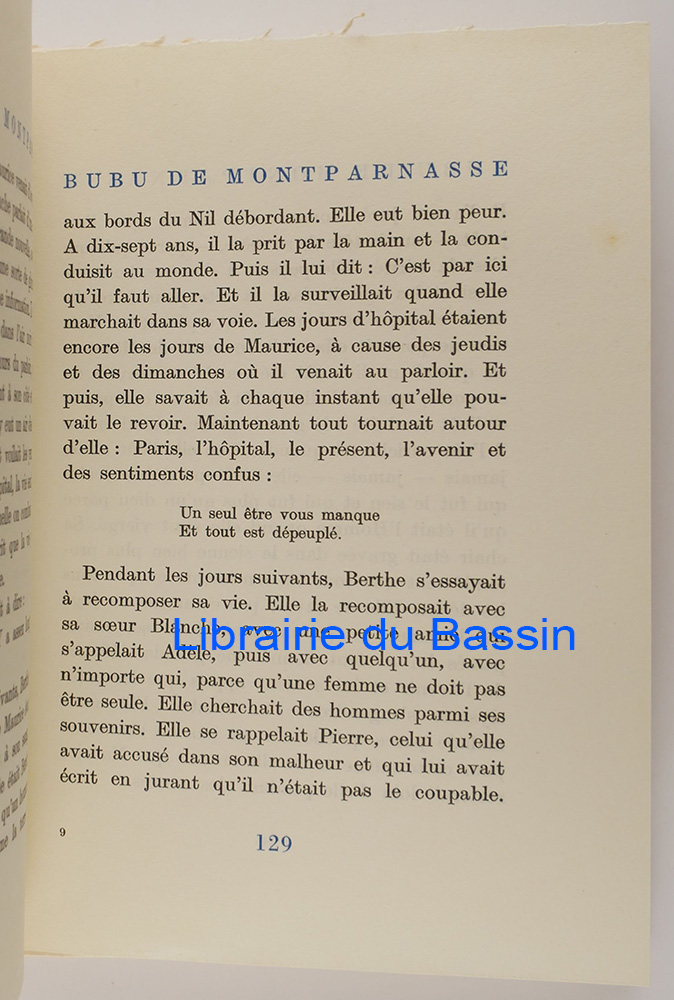 BUBU DE MONTPARNASSE
aux bords du Nil débordant. Elle eut bien peur.
A dix-sept ans, il la prit par la main et la con-
duisit au monde. Puis il lui dit : C'est par ici
qu'il faut aller. Et il la surveillait quand elle
marchait dans sa voie. Les jours d'hôpital étaient
encore les jours de Maurice, à cause des jeudis
et des dimanches où il venait au parloir. Et
puis, elle savait à chaque instant qu'elle pou-
vait le revoir. Maintenant tout tournait autour
d'elle : Paris, l'hôpital, le présent, l'avenir et
des sentiments confus :
Un seul être vous manque
Et tout est dépeuplé.
Pendant les jours suivants, Berthe s'essayait
à recomposer sa vie. Elle la recomposait avec
sa sœur Blanche, avec une petite amie qui
s'appelait Adèle, puis avec quelqu'un, avec
n'importe qui, parce qu'une femme ne doit pas
être seule. Elle cherchait des hommes parmi ses
souvenirs. Elle se rappelait Pierre, celui qu'elle
avait accusé dans son malheur et qui lui avait
écrit en jurant qu'il n'était pas le coupable.
9
129
Librairie du Bassin